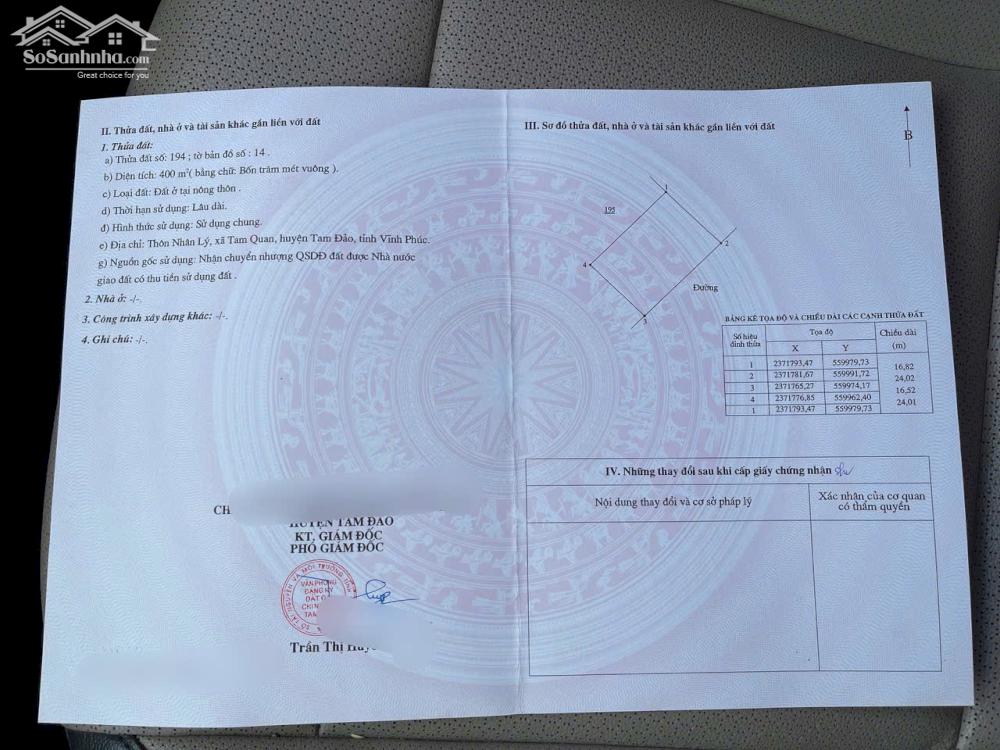 SoSanhnha.com
Great choice for you
II. Thửa đất, nhà ở và tài sản khác gắn liền với đất
1. Thửa đất:
a) Thửa đất số: 194 ; tờ bản đồ số : 14 .
b) Diện tích: 400 m²( bằng chữ: Bốn trăm mét vuông ).
c) Loại đất: Đất ở tại nông thôn .
d) Thời hạn sử dụng: Lâu dài.
đ) Hình thức sử dụng: Sử dụng chung.
e) Địa chỉ: Thôn Nhân Lý, xã Tam Quan, huyện Tam Đảo, tỉnh Vĩnh Phúc.
g) Nguồn gốc sử dụng: Nhận chuyển nhượng QSDĐ đất được Nhà nước
giao đất có thu tiền sử dụng đất .
2. Nhà ở: -/-.
3. Công trình xây dựng khác: -/-.
4. Ghi chú: -/-.
CH
HUYỆN TAM ĐẢO
KT, GIÁM ĐỐC
PHÓ GIÁM ĐỐC
VĂN PHÒNG
ĐĂNG KÝ
ĐẤT Đ
CHI N
TAM
Trần Thị
III. Sơ đồ thửa đất, nhà ở và tài sản khác gắn liền với đất
B
195
1
2
4
Đường
3
BẢNG KÊ TỌA ĐỘ VÀ CHIỀU DÀI CÁC CẠNH THỬA ĐẤT
Số hiệu đỉnh thửa Tọa độ Chiều dài (m)
X Y
1 2371793,47 559979,73
16,82
2 2371781,67 559991,72
24,02
3 2371765,27 559974,17
16,52
4 2371776,85 559962,40
24,01
1 2371793,47 559979,73
IV. Những thay đổi sau khi cấp giấy chứng nhận
Nội dung thay đổi và cơ sở pháp lý
Xác nhận của cơ quan
có thẩm quyền